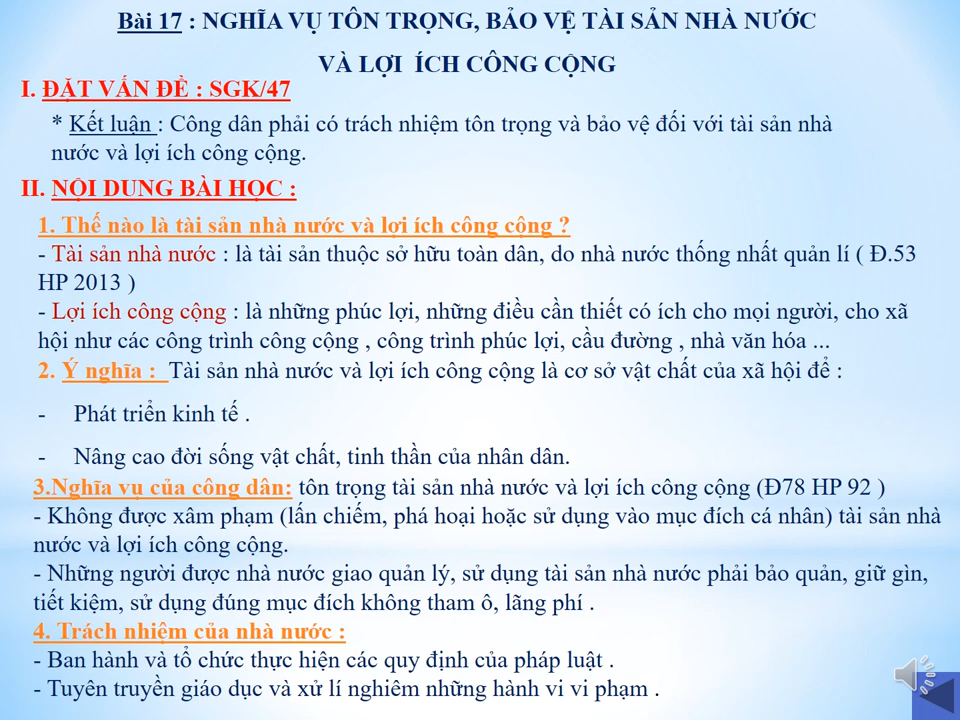 Bài 17 : NGHĨA VỤ TÔN TRỌNG, BẢO VỆ TÀI SẢN NHÀ NƯỚC
VÀ LỢI ÍCH CÔNG CỘNG
I. ĐẶT VẤN ĐỀ : SGK/47
* Kết luận : Công dân phải có trách nhiệm tôn trọng và bảo vệ đối với tài sản nhà
nước và lợi ích công cộng.
II. NỘI DUNG BÀI HỌC :
1. Thế nào là tài sản nhà nước và lợi ích công cộng ?
- Tài sản nhà nước : là tài sản thuộc sở hữu toàn dân, do nhà nước thống nhất quản lí ( Đ.53
HP 2013 )
- Lợi ích công cộng : là những phúc lợi, những điều cần thiết có ích cho mọi người, cho xã
hội như các công trình công cộng , công trình phúc lợi, cầu đường , nhà văn hóa ...
2. Ý nghĩa : Tài sản nhà nước và lợi ích công cộng là cơ sở vật chất của xã hội để :
- Phát triển kinh tế .
- Nâng cao đời sống vật chất, tinh thần của nhân dân.
3.Nghĩa vụ của công dân: tôn trọng tài sản nhà nước và lợi ích công cộng (Đ78 HP 92 )
- Không được xâm phạm (lấn chiếm, phá hoại hoặc sử dụng vào mục đích cá nhân) tài sản nhà
nước và lợi ích công cộng.
- Những người được nhà nước giao quản lý, sử dụng tài sản nhà nước phải bảo quản, giữ gìn,
tiết kiệm, sử dụng đúng mục đích không tham ô, lãng phí .
4. Trách nhiệm của nhà nước :
- Ban hành và tổ chức thực hiện các quy định của pháp luật .
- Tuyên truyền giáo dục và xử lí nghiêm những hành vi vi phạm .